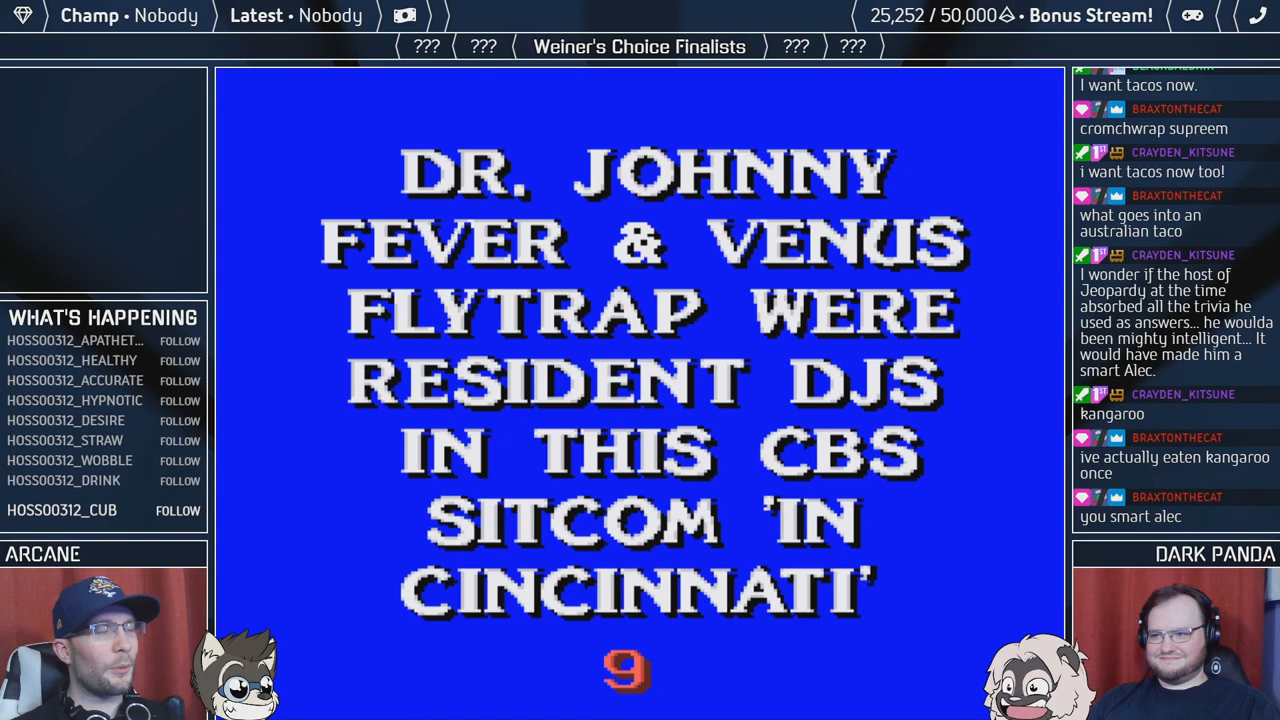 Champ • Nobody
Latest • Nobody
25,252 / 50,000 • Bonus Stream!
???
???
Weiner's Choice Finalists
???
???
DR. JOHNNY
FEVER & VENUS
FLYTRAP WERE
RESIDENT DJS
IN THIS CBS
SITCOM 'IN
CINCINNATI'
9
WHAT'S HAPPENING
HOSS00312_APATHET... FOLLOW
HOSS00312_HEALTHY FOLLOW
HOSS00312_ACCURATE FOLLOW
HOSS00312_HYPNOTIC FOLLOW
HOSS00312_DESIRE FOLLOW
HOSS00312_STRAW FOLLOW
HOSS00312_WOBBLE FOLLOW
HOSS00312_DRINK FOLLOW
HOSS00312_CUB FOLLOW
ARCANE
I want tacos now.
BRAXTONTHECAT
cromchwrap supreem
1ST CRAYDEN_KITSUNE
i want tacos now too!
BRAXTONTHECAT
what goes into an
australian taco
1ST CRAYDEN_KITSUNE
I wonder if the host of
Jeopardy at the time
absorbed all the trivia he
used as answers... he woulda
been mighty intelligent... It
would have made him a
smart Alec.
1ST CRAYDEN_KITSUNE
kangaroo
BRAXTONTHECAT
ive actually eaten kangaroo
once
BRAXTONTHECAT
you smart alec
DARK PANDA